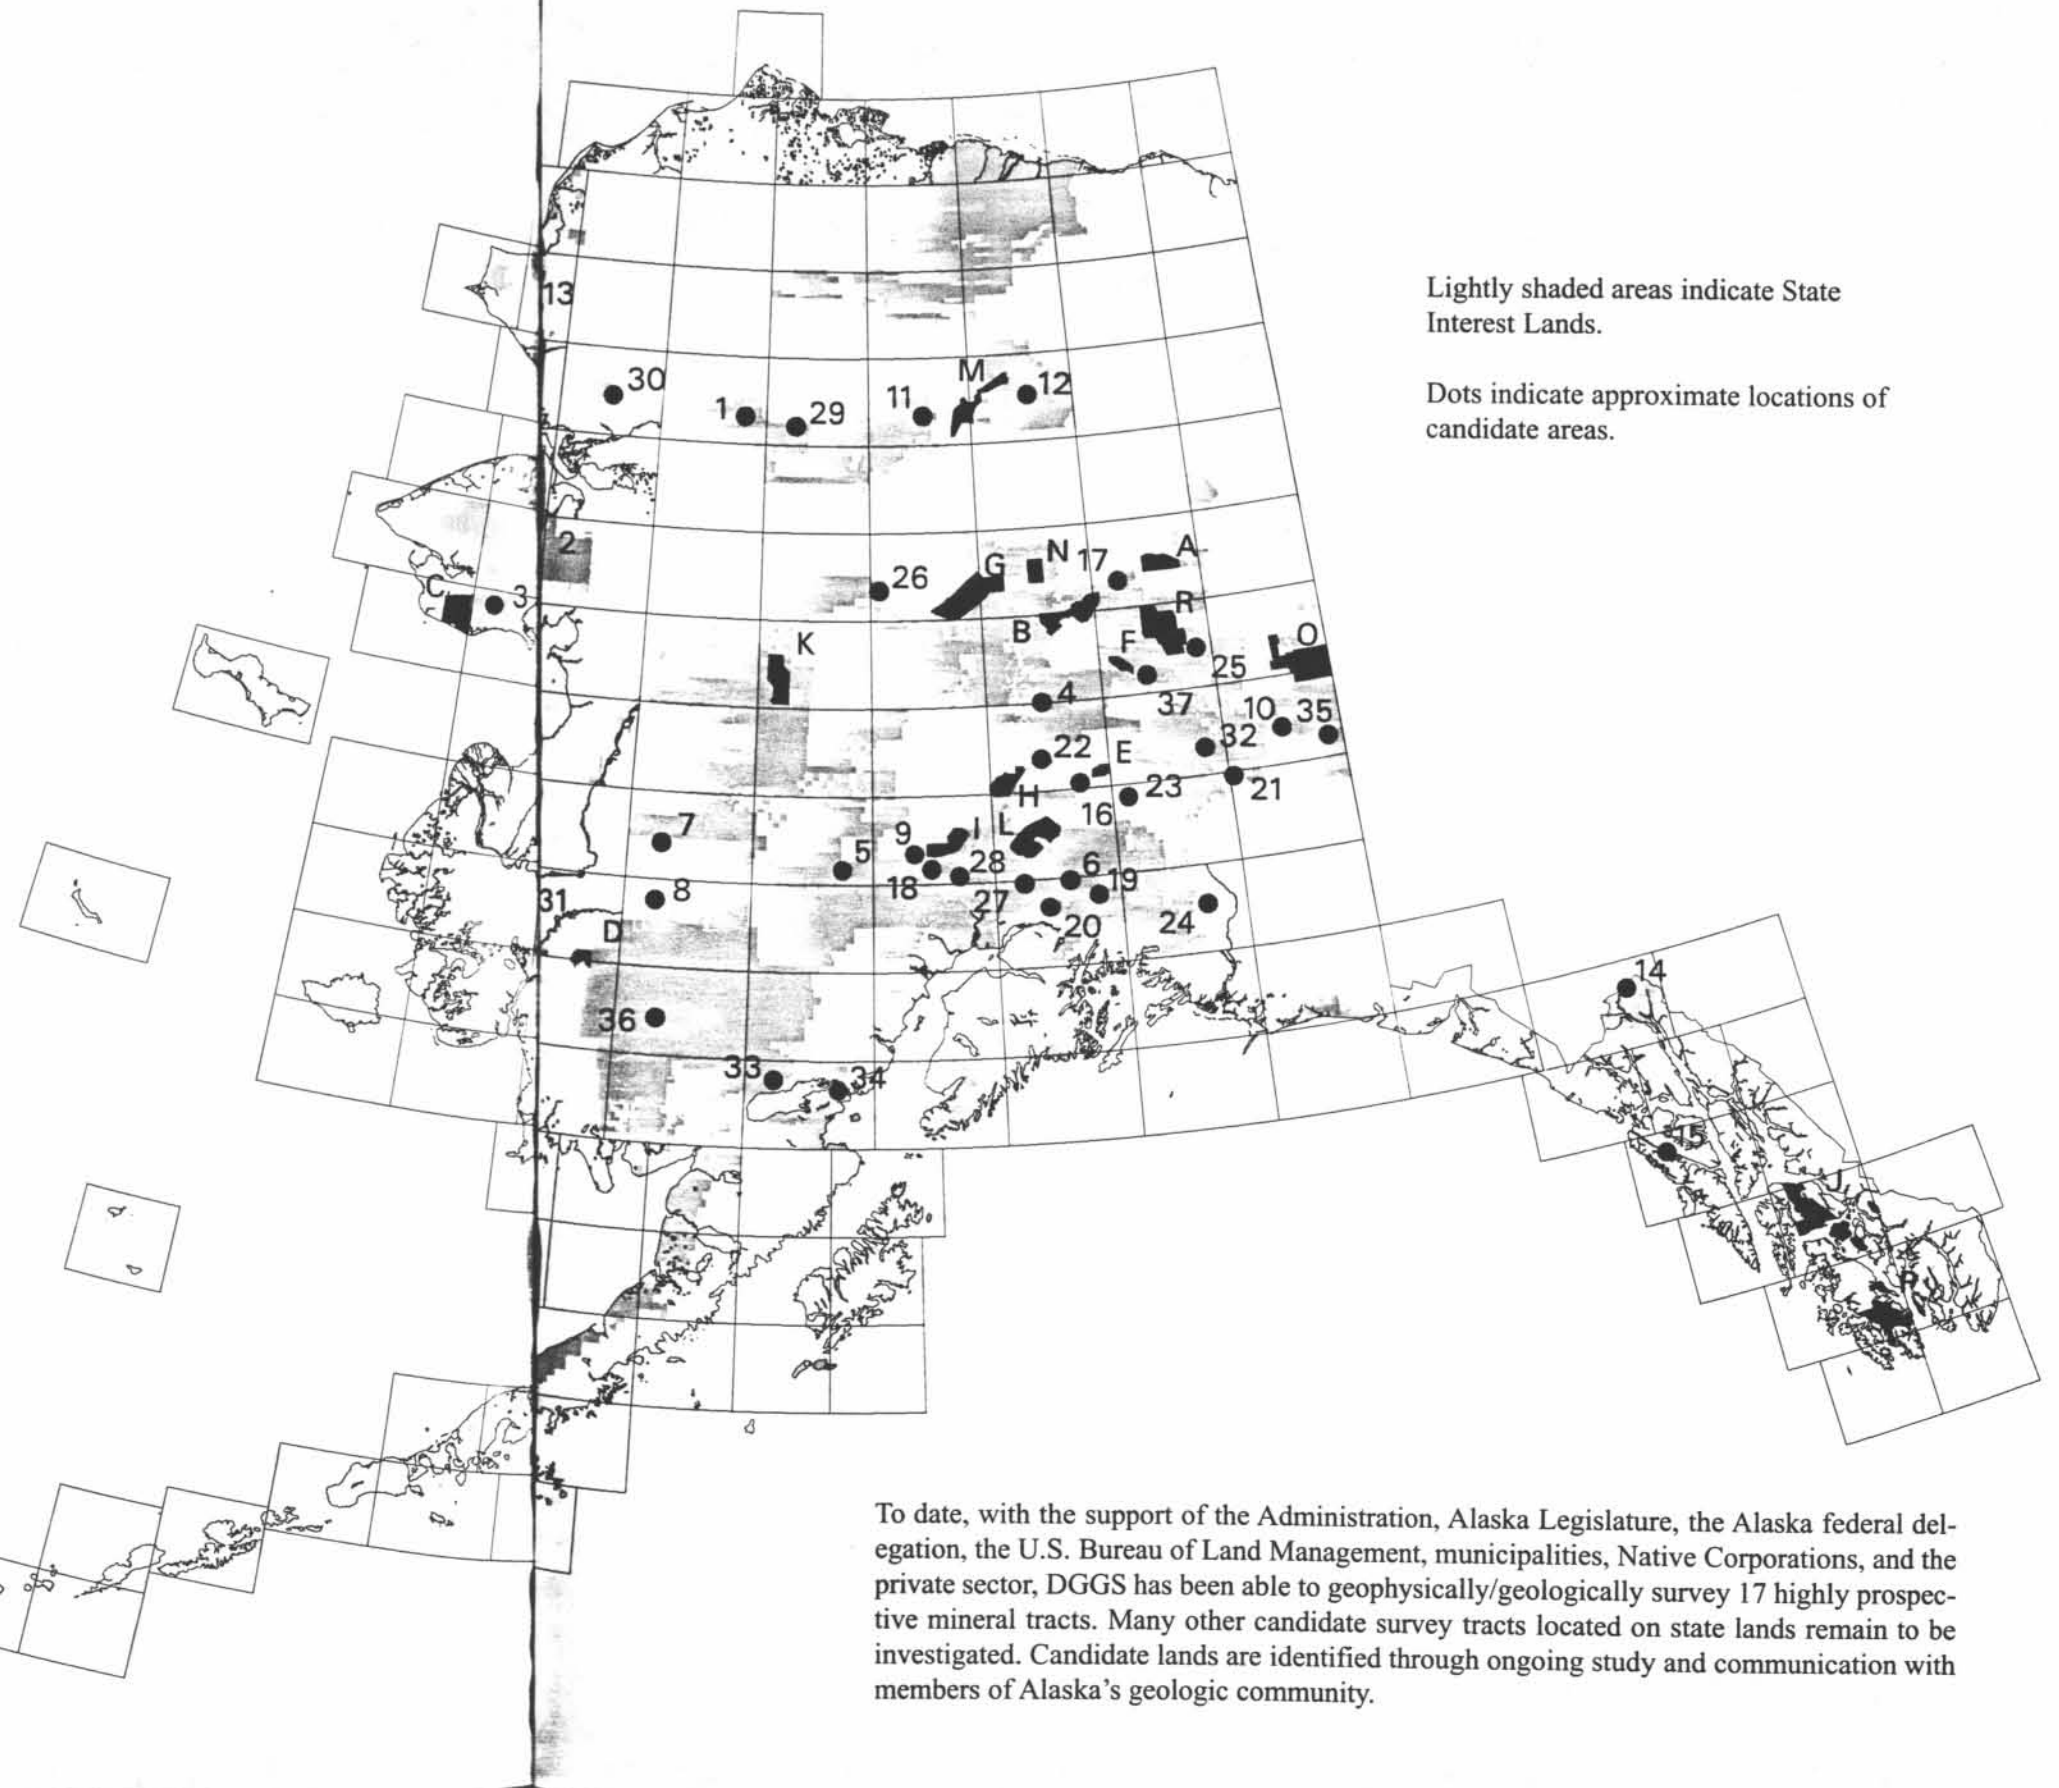 13
30
1
29
11
M
12
2
26
G
N
17
A
C
3
K
B
F
R
25
O
4
37
10
35
32
22
E
H
16
23
21
7
5
9
I
L
18
28
27
6
19
20
24
31
8
D
36
33
34
14
15
J
P
Lightly shaded areas indicate State
Interest Lands.
Dots indicate approximate locations of
candidate areas.
To date, with the support of the Administration, Alaska Legislature, the Alaska federal del-
egation, the U.S. Bureau of Land Management, municipalities, Native Corporations, and the
private sector, DGGS has been able to geophysically/geologically survey 17 highly prospec-
tive mineral tracts. Many other candidate survey tracts located on state lands remain to be
investigated. Candidate lands are identified through ongoing study and communication with
members of Alaska's geologic community.